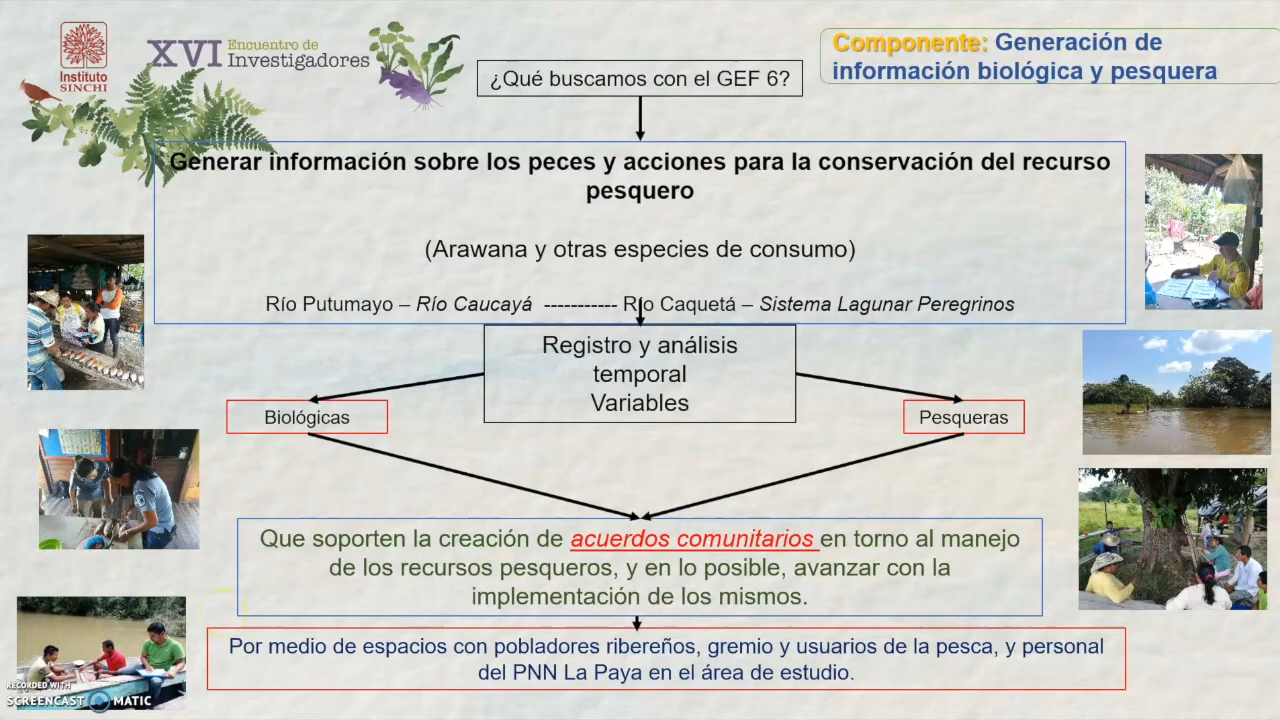 Instituto
SINCHI
XVI Encuentro de
Investigadores
Componente: Generación de
información biológica y pesquera
¿Qué buscamos con el GEF 6?
Generar información sobre los peces y acciones para la conservación del recurso
pesquero
(Arawana y otras especies de consumo)
Río Putumayo – Río Caucayá ----------- Río Caquetá – Sistema Lagunar Peregrinos
Registro y análisis
temporal
Variables
Biológicas
Pesqueras
Que soporten la creación de acuerdos comunitarios en torno al manejo
de los recursos pesqueros, y en lo posible, avanzar con la
implementación de los mismos.
Por medio de espacios con pobladores ribereños, gremio y usuarios de la pesca, y personal
del PNN La Paya en el área de estudio.
RECORDED WITH
SCREENCAST MATIC